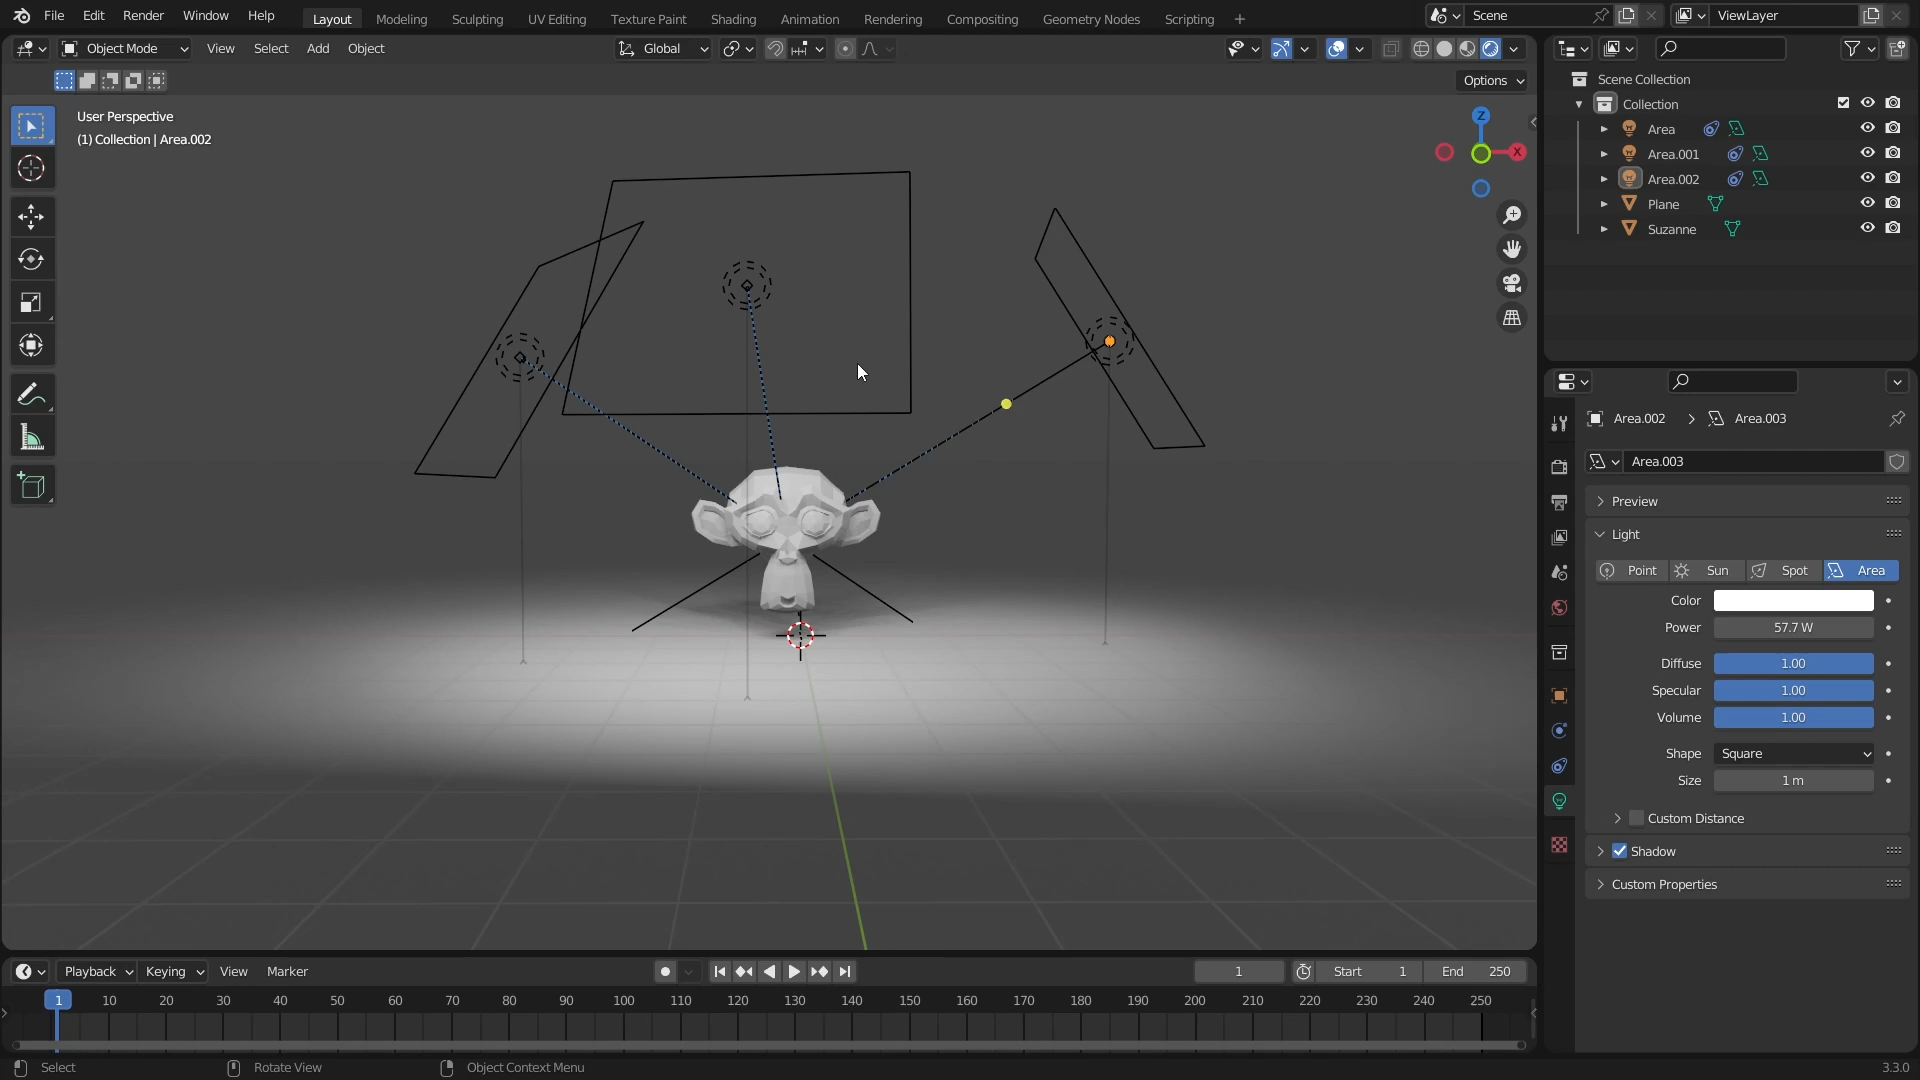 File Edit Render Window Help Layout Modeling Sculpting UV Editing Texture Paint Shading Animation Rendering Compositing Geometry Nodes Scripting + Scene ViewLayer
Object Mode View Select Add Object Global
Options
User Perspective
(1) Collection | Area.002
Z
X
Scene Collection
Collection
Area
Area.001
Area.002
Plane
Suzanne
Area.002 > Area.003
Area.003
Preview
Light
Point Sun Spot Area
Color
Power 57.7 W
Diffuse 1.00
Specular 1.00
Volume 1.00
Shape Square
Size 1 m
Custom Distance
Shadow
Custom Properties
Playback Keying View Marker 1 Start 1 End 250
1 10 20 30 40 50 60 70 80 90 100 110 120 130 140 150 160 170 180 190 200 210 220 230 240 250
Select Rotate View Object Context Menu 3.3.0